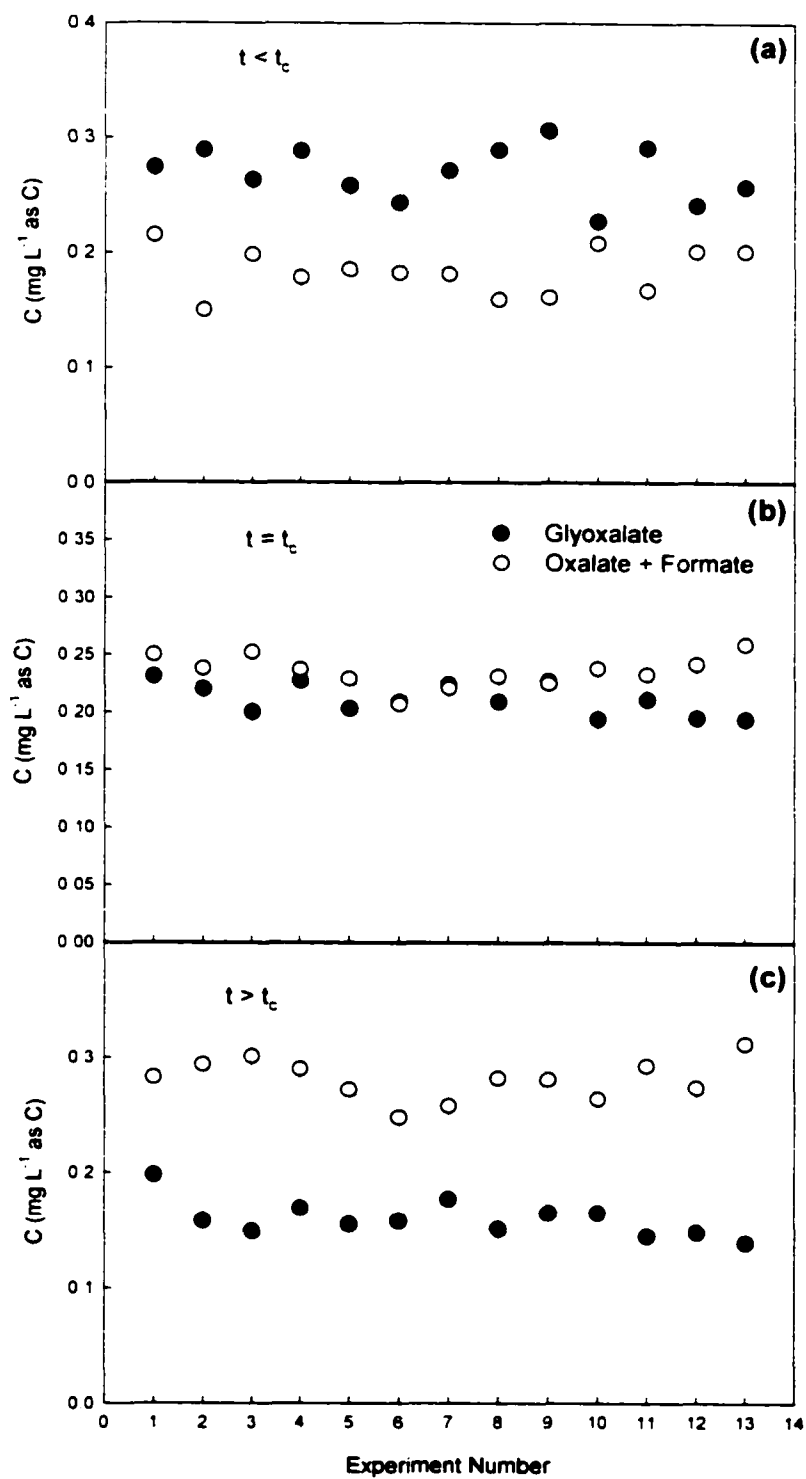 (a)
t < t_c
0 4
0 3
0 2
0 1
0 0
C (mg L⁻¹ as C)
(b)
t = t_c
● Glyoxalate
○ Oxalate + Formate
0 35
0 30
0 25
0 20
0 15
0 10
0 05
0 00
C (mg L⁻¹ as C)
(c)
t > t_c
0 3
0 2
0 1
0 0
C (mg L⁻¹ as C)
0 1 2 3 4 5 6 7 8 9 10 11 12 13 14
Experiment Number